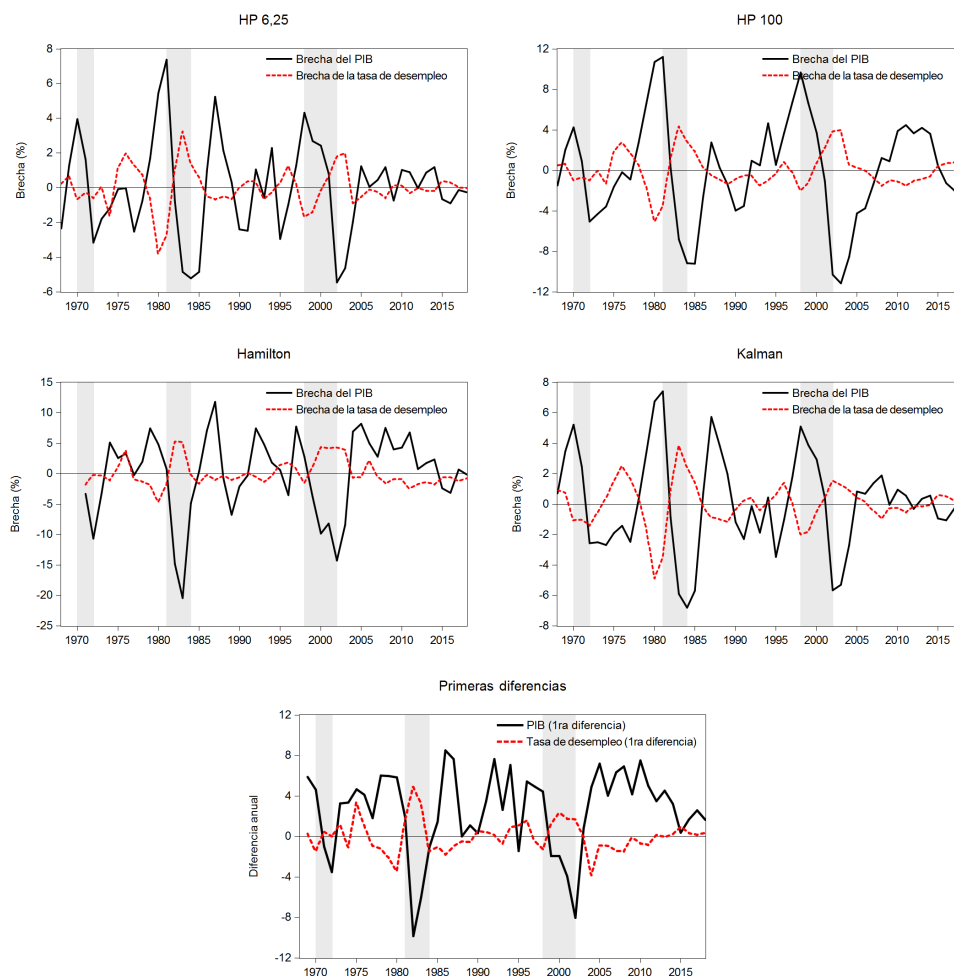 HP 6,25
8
6
4
2
0
-2
-4
-6
Brecha (%)
Brecha del PIB
Brecha de la tasa de desempleo
1970 1975 1980 1985 1990 1995 2000 2005 2010 2015
HP 100
12
8
4
0
-4
-8
-12
Brecha (%)
Brecha del PIB
Brecha de la tasa de desempleo
1970 1975 1980 1985 1990 1995 2000 2005 2010 2015
Hamilton
15
10
5
0
-5
-10
-15
-20
-25
Brecha (%)
Brecha del PIB
Brecha de la tasa de desempleo
1970 1975 1980 1985 1990 1995 2000 2005 2010 2015
Kalman
8
6
4
2
0
-2
-4
-6
-8
Brecha (%)
Brecha del PIB
Brecha de la tasa de desempleo
1970 1975 1980 1985 1990 1995 2000 2005 2010 2015
Primeras diferencias
12
8
4
0
-4
-8
-12
Diferencia anual
PIB (1ra diferencia)
Tasa de desempleo (1ra diferencia)
1970 1975 1980 1985 1990 1995 2000 2005 2010 2015